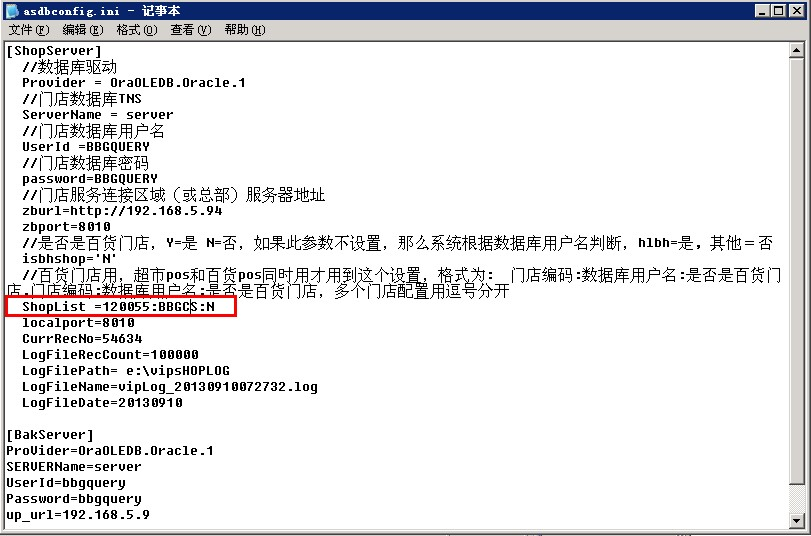 asdbconfig.ini - 记事本
文件(F) 编辑(E) 格式(O) 查看(V) 帮助(H)
[ShopServer]
//数据库驱动
Provider = OraOLEDB.Oracle.1
//门店数据库TNS
ServerName = server
//门店数据库用户名
UserId =BBGQUERY
//门店数据库密码
password=BBGQUERY
//门店服务连接区域（或总部）服务器地址
zburl=http://192.168.5.94
zbport=8010
//是否是百货门店，Y=是 N=否，如果此参数不设置，那么系统根据数据库用户名判断，hlbh=是，其他＝否
isbhshop='N'
//百货门店用，超市pos和百货pos同时用才用到这个设置，格式为： 门店编码:数据库用户名:是否是百货门
店,门店编码:数据库用户名:是否是百货门店，多个门店配置用逗号分开
ShopList =120055:BBGCS:N
localport=8010
CurrRecNo=54634
LogFileRecCount=100000
LogFilePath= e:\vipsHOPLOG
LogFileName=vipLog_20130910072732.log
LogFileDate=20130910
[BakServer]
ProVider=OraOLEDB.Oracle.1
SERVERName=server
UserId=bbgquery
Password=bbgquery
up_url=192.168.5.9